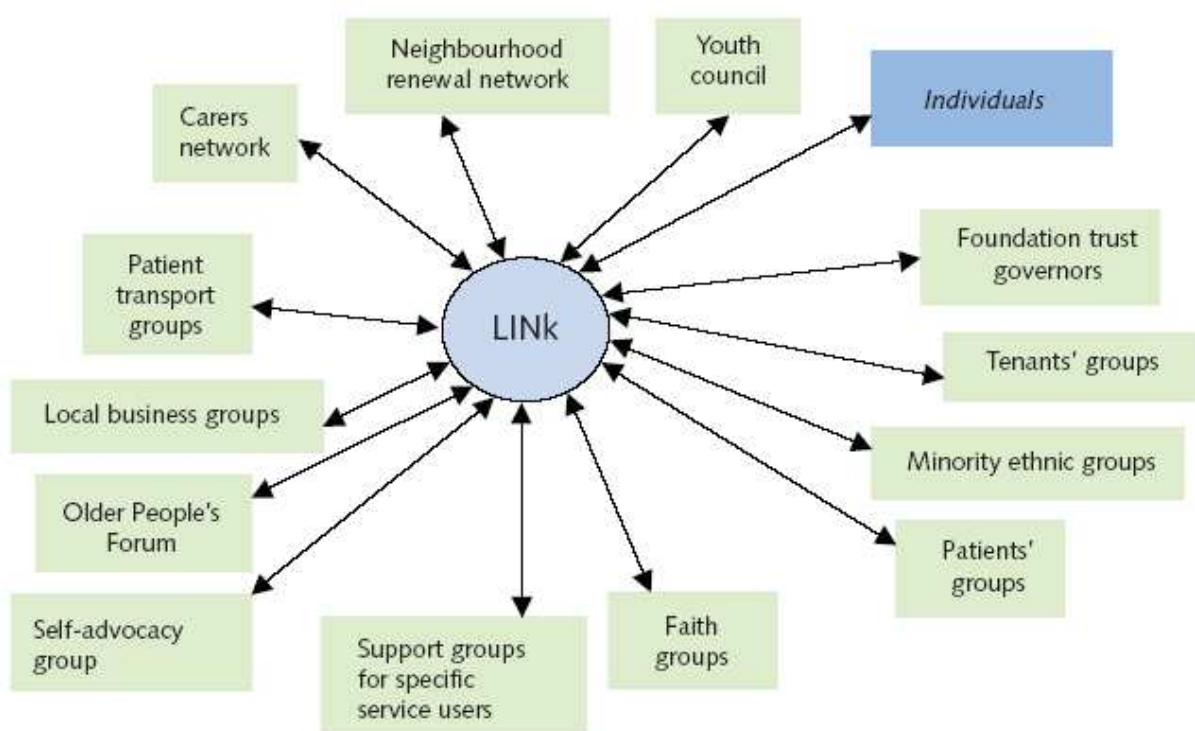 Neighbourhood
renewal network
Youth
council
Individuals
Carers
network
Foundation trust
governors
Patient
transport
groups
LINk
Tenants' groups
Local business groups
Minority ethnic groups
Older People's
Forum
Patients'
groups
Self-advocacy
group
Support groups
for specific
service users
Faith
groups